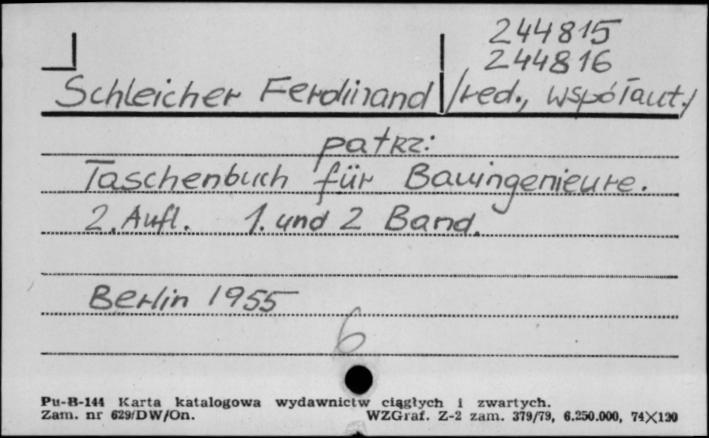 244815
244816
Schleicher Ferdinand /red., współaut./
patrz:
Taschenbuch für Bauingenieure.
2. Aufl. 1. und 2 Band.
Berlin 1955
6
Pu-B-144 Karta katalogowa wydawnictw ciągłych i zwartych.
Zam. nr 629/DW/On. WZGraf. Z-2 zam. 379/79, 6.250.000, 74×120